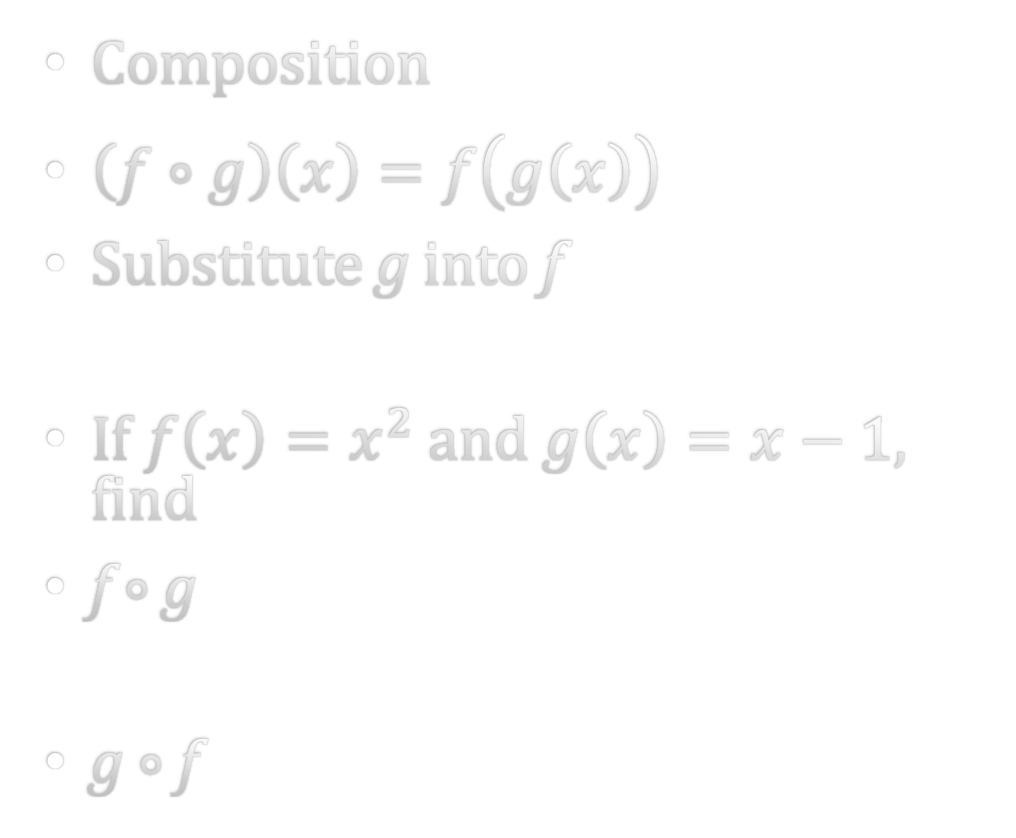 Composition
(f ∘ g)(x) = f(g(x))
Substitute g into f
If f(x) = x² and g(x) = x − 1,
find
f ∘ g
g ∘ f